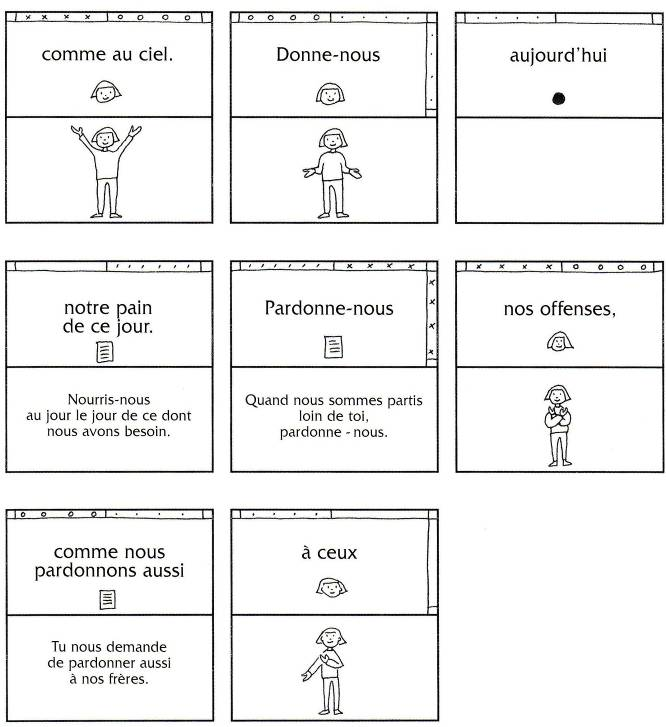 comme au ciel.
Donne-nous
aujourd'hui
notre pain
de ce jour.
Nourris-nous
au jour le jour de ce dont
nous avons besoin.
Pardonne-nous
Quand nous sommes partis
loin de toi,
pardonne - nous.
nos offenses,
comme nous
pardonnons aussi
Tu nous demande
de pardonner aussi
à nos frères.
à ceux